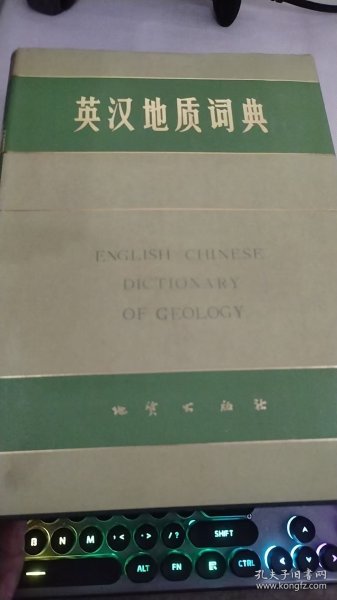 英汉地质词典
ENGLISH CHINESE
DICTIONARY
OF GEOLOGY
地质出版社
B N M ,< .> /? SHIFT
ALT FN CTRL
孔夫子旧书网
www.kongfz.com